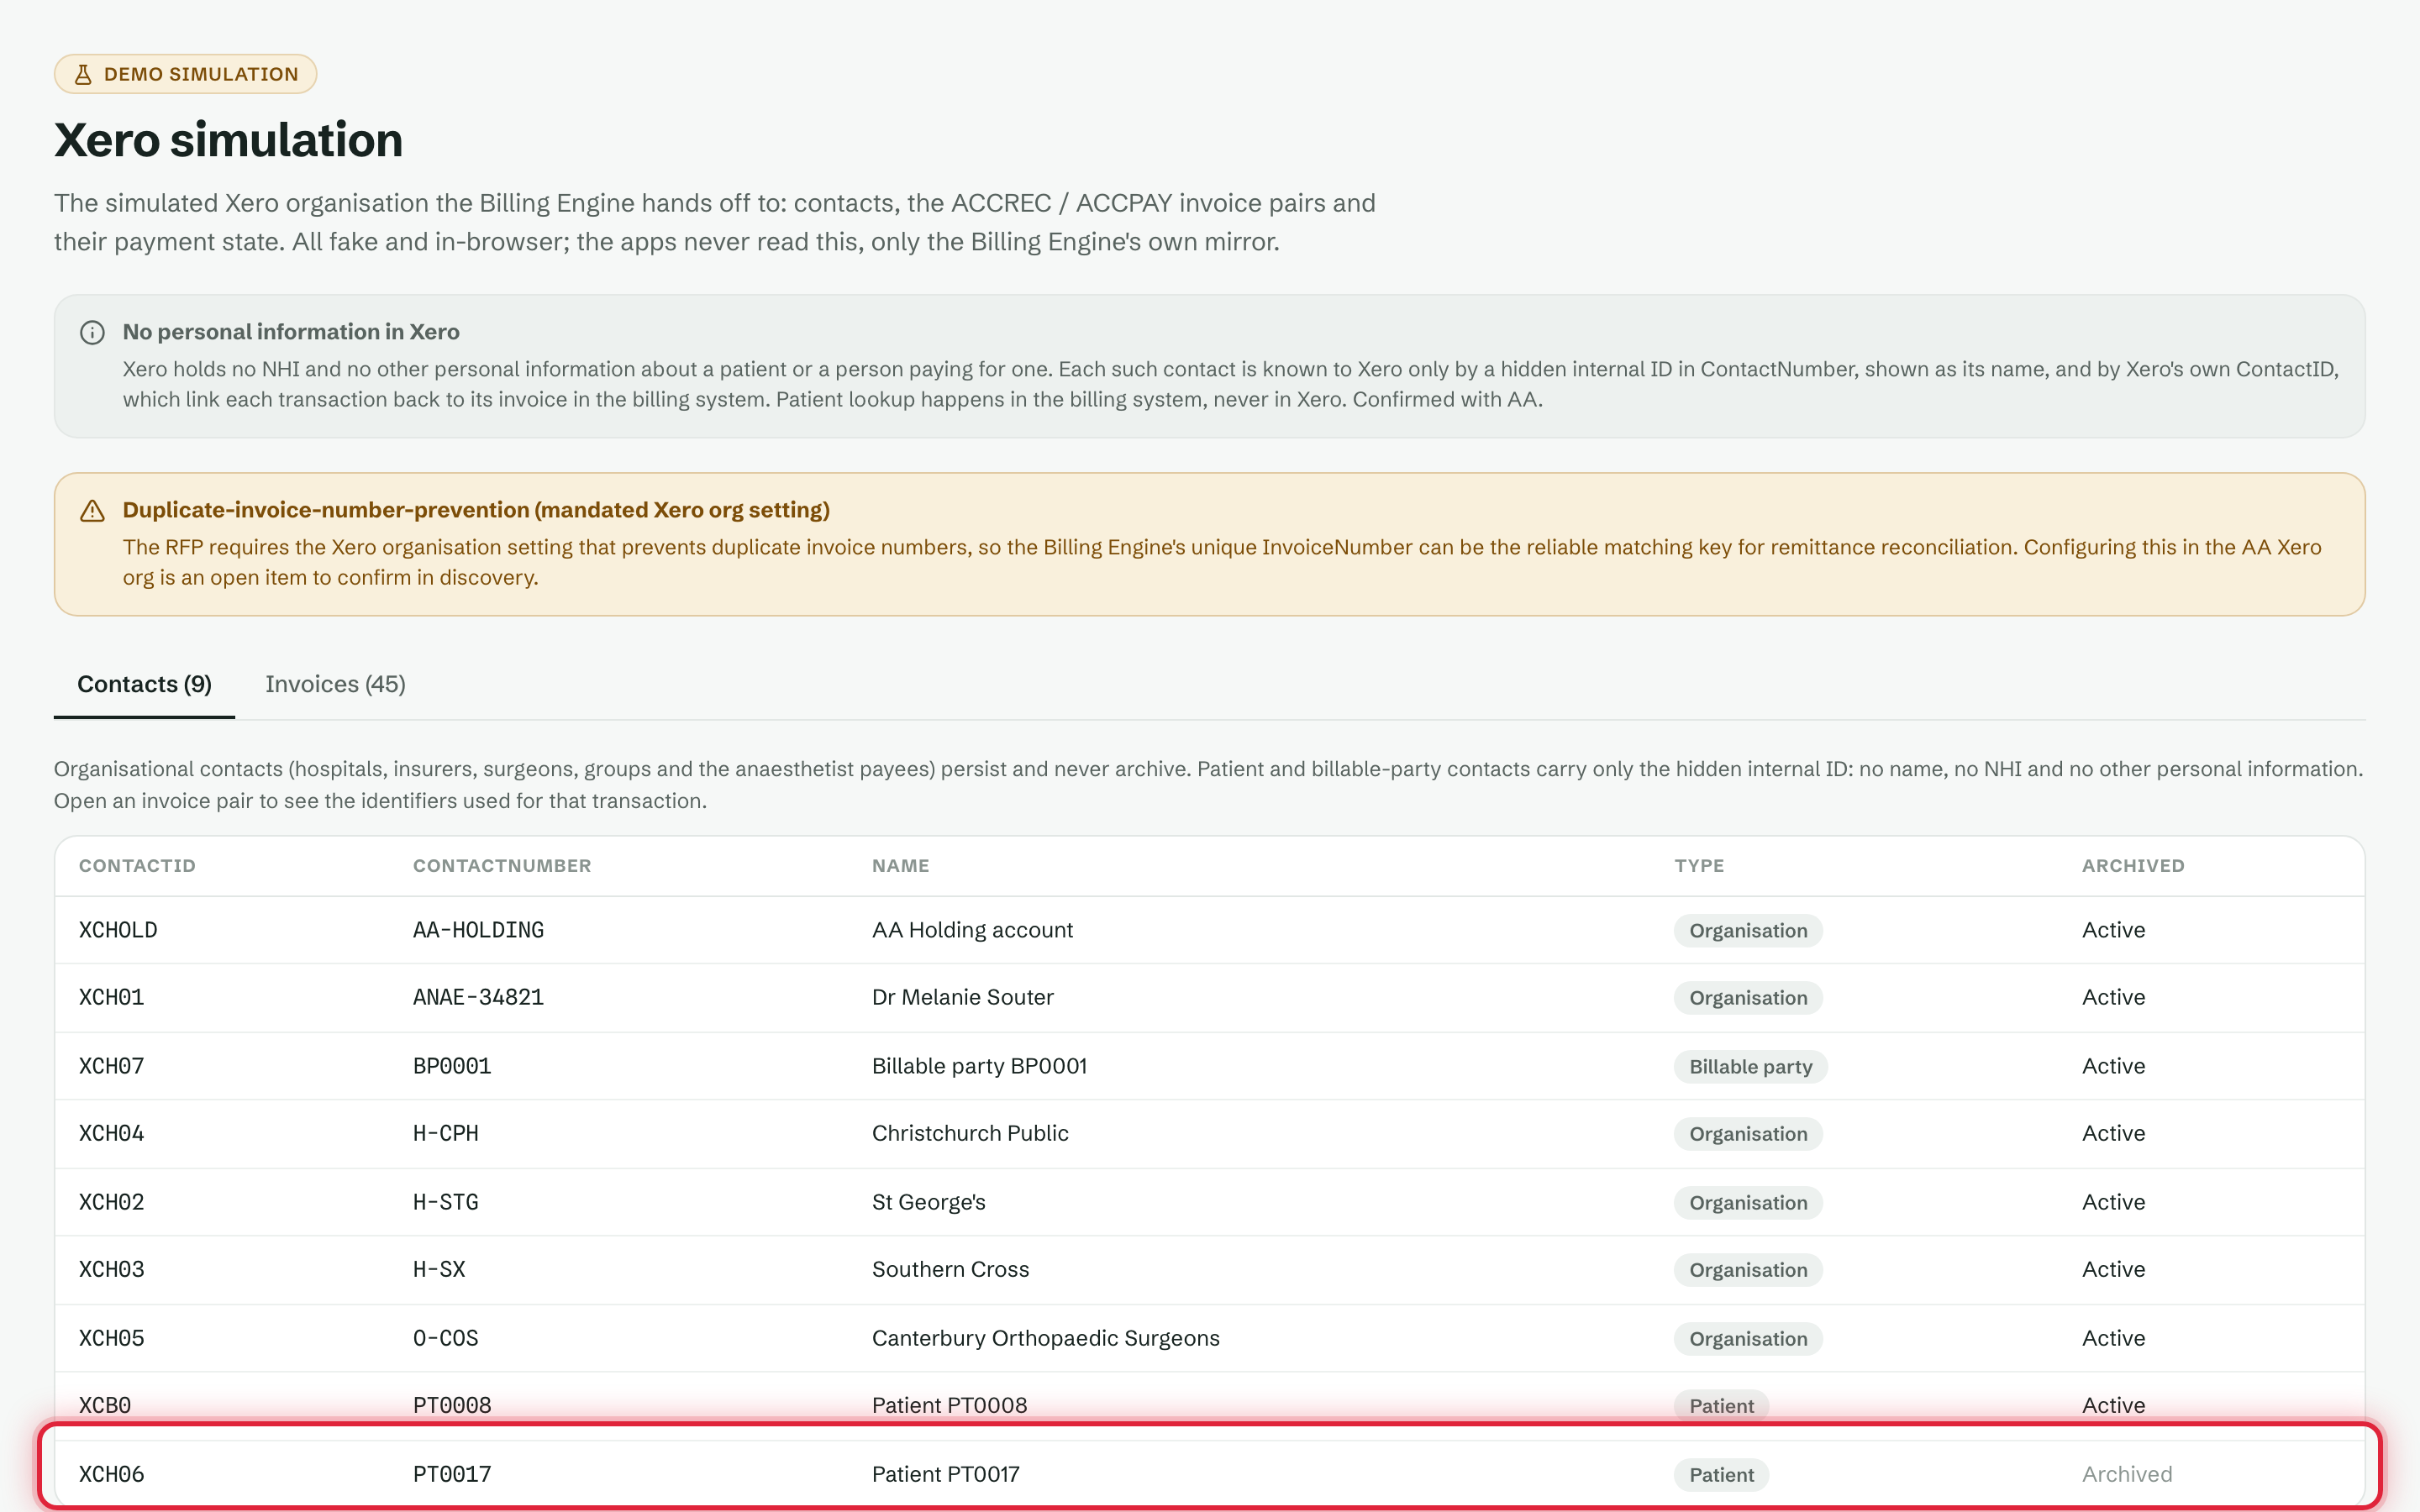 DEMO SIMULATION
Xero simulation
The simulated Xero organisation the Billing Engine hands off to: contacts, the ACCREC / ACCPAY invoice pairs and
their payment state. All fake and in-browser; the apps never read this, only the Billing Engine's own mirror.
No personal information in Xero
Xero holds no NHI and no other personal information about a patient or a person paying for one. Each such contact is known to Xero only by a hidden internal ID in ContactNumber, shown as its name, and by Xero's own ContactID,
which link each transaction back to its invoice in the billing system. Patient lookup happens in the billing system, never in Xero. Confirmed with AA.
Duplicate-invoice-number-prevention (mandated Xero org setting)
The RFP requires the Xero organisation setting that prevents duplicate invoice numbers, so the Billing Engine's unique InvoiceNumber can be the reliable matching key for remittance reconciliation. Configuring this in the AA Xero
org is an open item to confirm in discovery.
Contacts (9) Invoices (45)
Organisational contacts (hospitals, insurers, surgeons, groups and the anaesthetist payees) persist and never archive. Patient and billable-party contacts carry only the hidden internal ID: no name, no NHI and no other personal information.
Open an invoice pair to see the identifiers used for that transaction.
CONTACTID CONTACTNUMBER NAME TYPE ARCHIVED
XCHOLD AA-HOLDING AA Holding account Organisation Active
XCH01 ANAE-34821 Dr Melanie Souter Organisation Active
XCH07 BP0001 Billable party BP0001 Billable party Active
XCH04 H-CPH Christchurch Public Organisation Active
XCH02 H-STG St George's Organisation Active
XCH03 H-SX Southern Cross Organisation Active
XCH05 O-COS Canterbury Orthopaedic Surgeons Organisation Active
XCB0 PT0008 Patient PT0008 Patient Active
XCH06 PT0017 Patient PT0017 Patient Archived